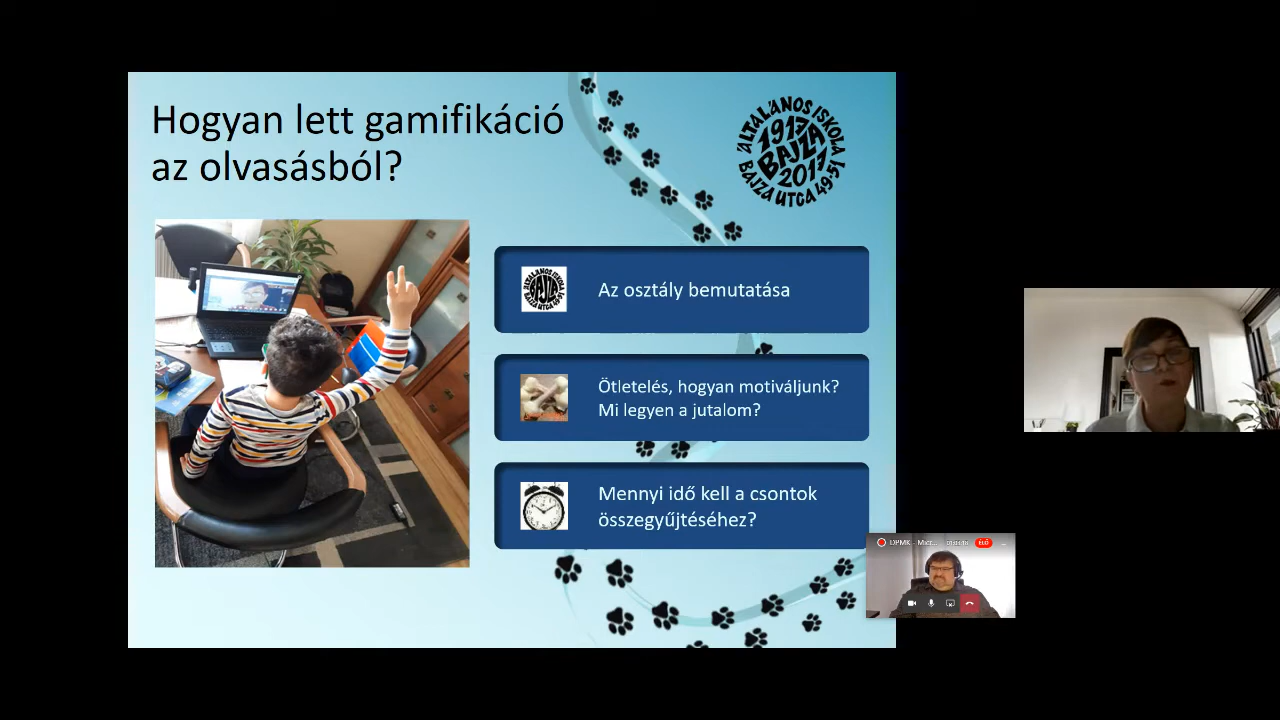 Hogyan lett gamifikáció
az olvasásból?
ÁLTALÁNOS ISKOLA
1917
BAJZA
2017
BAJZA UTCA 49-51
Az osztály bemutatása
Ötletelés, hogyan motiváljunk?
Mi legyen a jutalom?
Mennyi idő kell a csontok
összegyűjtéséhez?
ÉLŐ